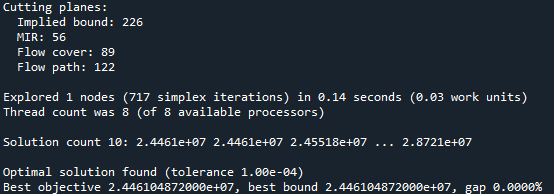 Cutting planes:
  Implied bound: 226
  MIR: 56
  Flow cover: 89
  Flow path: 122

Explored 1 nodes (717 simplex iterations) in 0.14 seconds (0.03 work units)
Thread count was 8 (of 8 available processors)

Solution count 10: 2.4461e+07 2.4461e+07 2.45518e+07 ... 2.8721e+07

Optimal solution found (tolerance 1.00e-04)
Best objective 2.446104872000e+07, best bound 2.446104872000e+07, gap 0.0000%